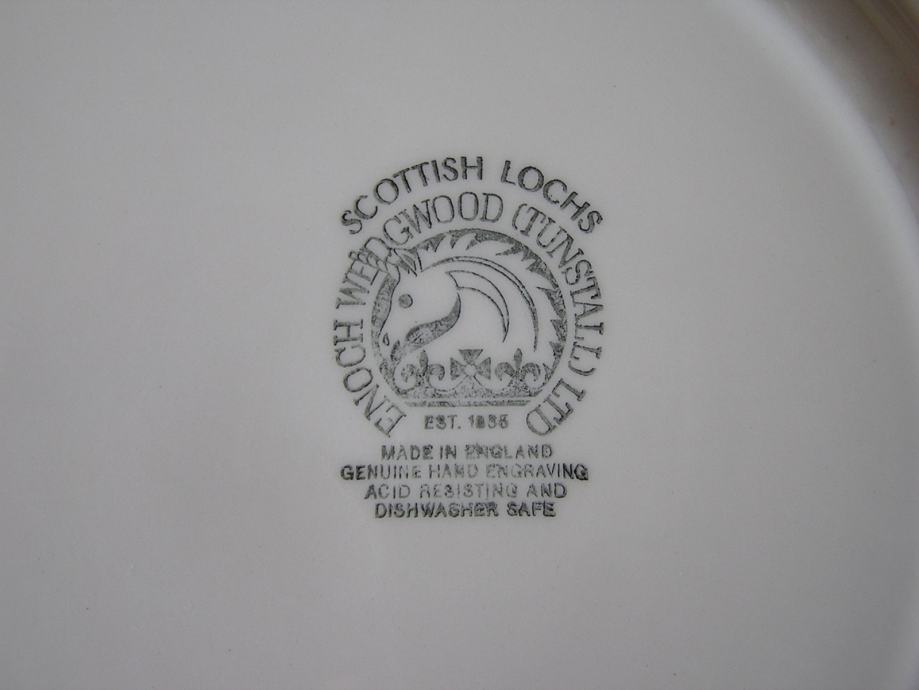 SCOTTISH LOCHS
ENOCH WEDGWOOD (TUNSTALL) LTD
EST. 1835
MADE IN ENGLAND
GENUINE HAND ENGRAVING
ACID RESISTING AND
DISHWASHER SAFE